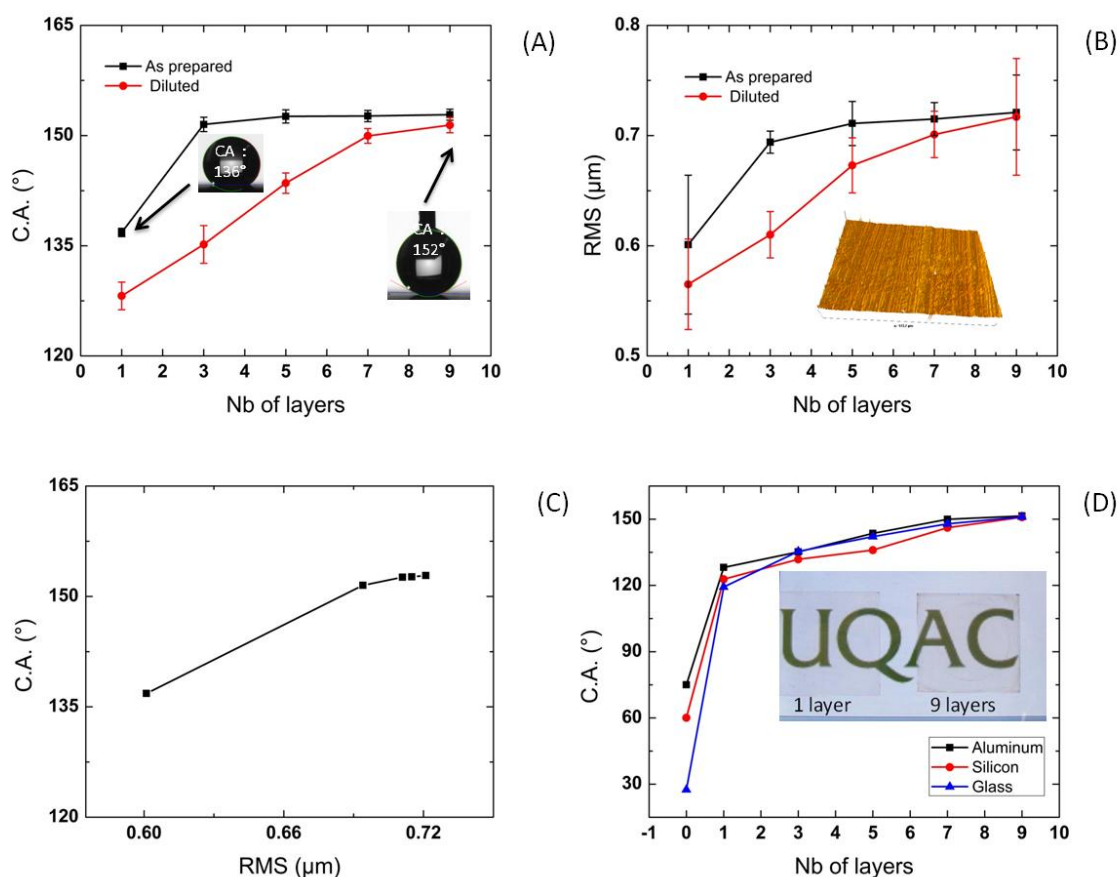 (A)
165
150
135
120
C.A. (°)
As prepared
Diluted
CA :
136°
CA :
152°
0 1 2 3 4 5 6 7 8 9 10
Nb of layers
(B)
0.8
0.7
0.6
0.5
RMS (μm)
As prepared
Diluted
0 1 2 3 4 5 6 7 8 9 10
Nb of layers
(C)
165
150
135
120
C.A. (°)
0.60 0.66 0.72
RMS (μm)
(D)
150
120
90
60
30
C.A. (°)
UQAC
1 layer 9 layers
Aluminum
Silicon
Glass
-1 0 1 2 3 4 5 6 7 8 9 10
Nb of layers